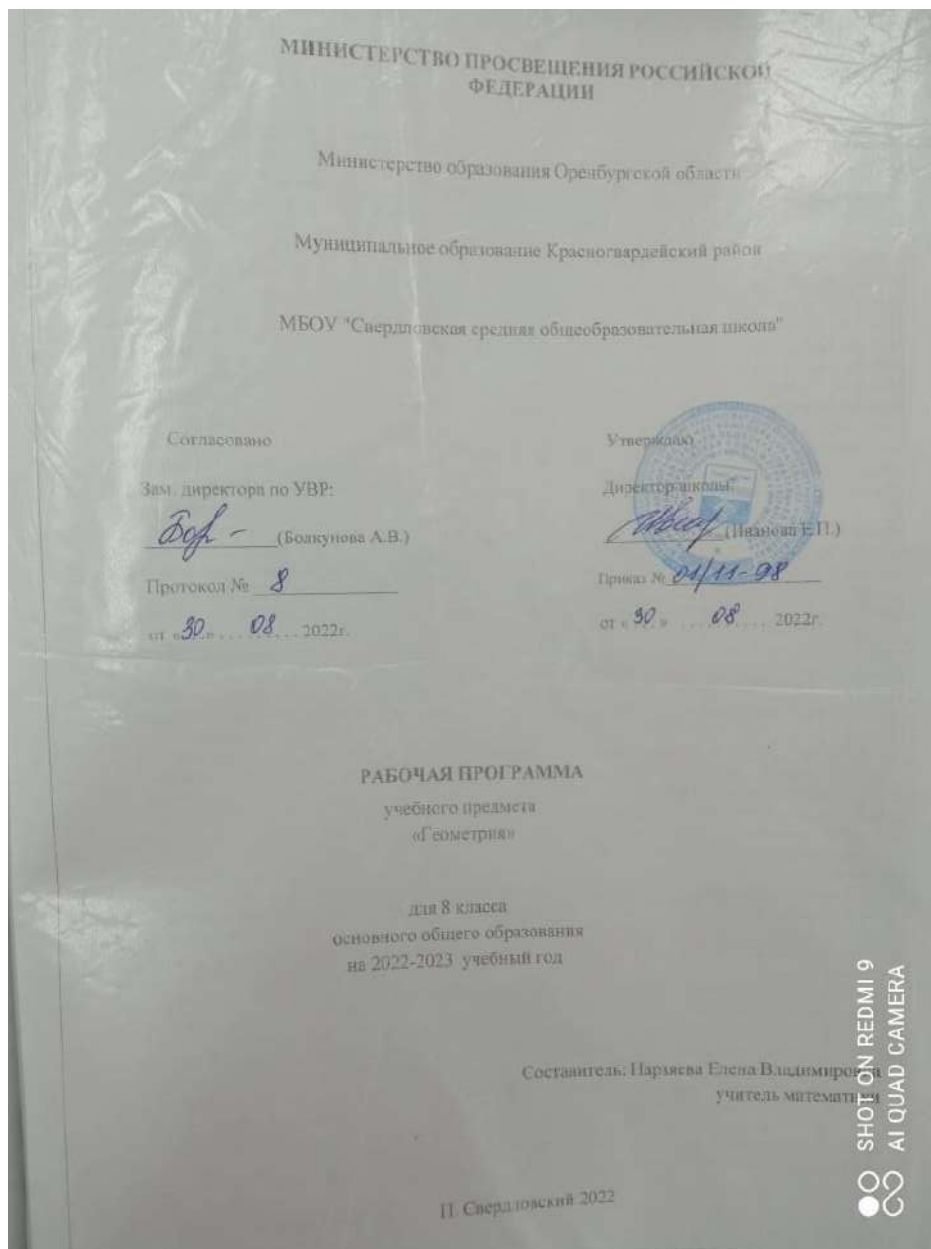 МИНИСТЕРСТВО ПРОСВЕЩЕНИЯ РОССИЙСКОЙ
ФЕДЕРАЦИИ
Министерство образования Оренбургской области
Муниципальное образование Красногвардейский район
МБОУ "Свердловская средняя общеобразовательная школа"
Согласовано
Зам. директора по УВР:
(Болкунова А.В.)
Протокол № 8
от «30» 08 2022г.
Утверждаю
Директор школы:
(Иванова Е.П.)
Приказ № 01/11-98
от «30» 08 2022г.
РАБОЧАЯ ПРОГРАММА
учебного предмета
«Геометрия»
для 8 класса
основного общего образования
на 2022-2023 учебный год
Составитель: Елена Владимировна
учитель математики
П. Свердловский 2022
SHOT ON REDMI 9
AI QUAD CAMERA